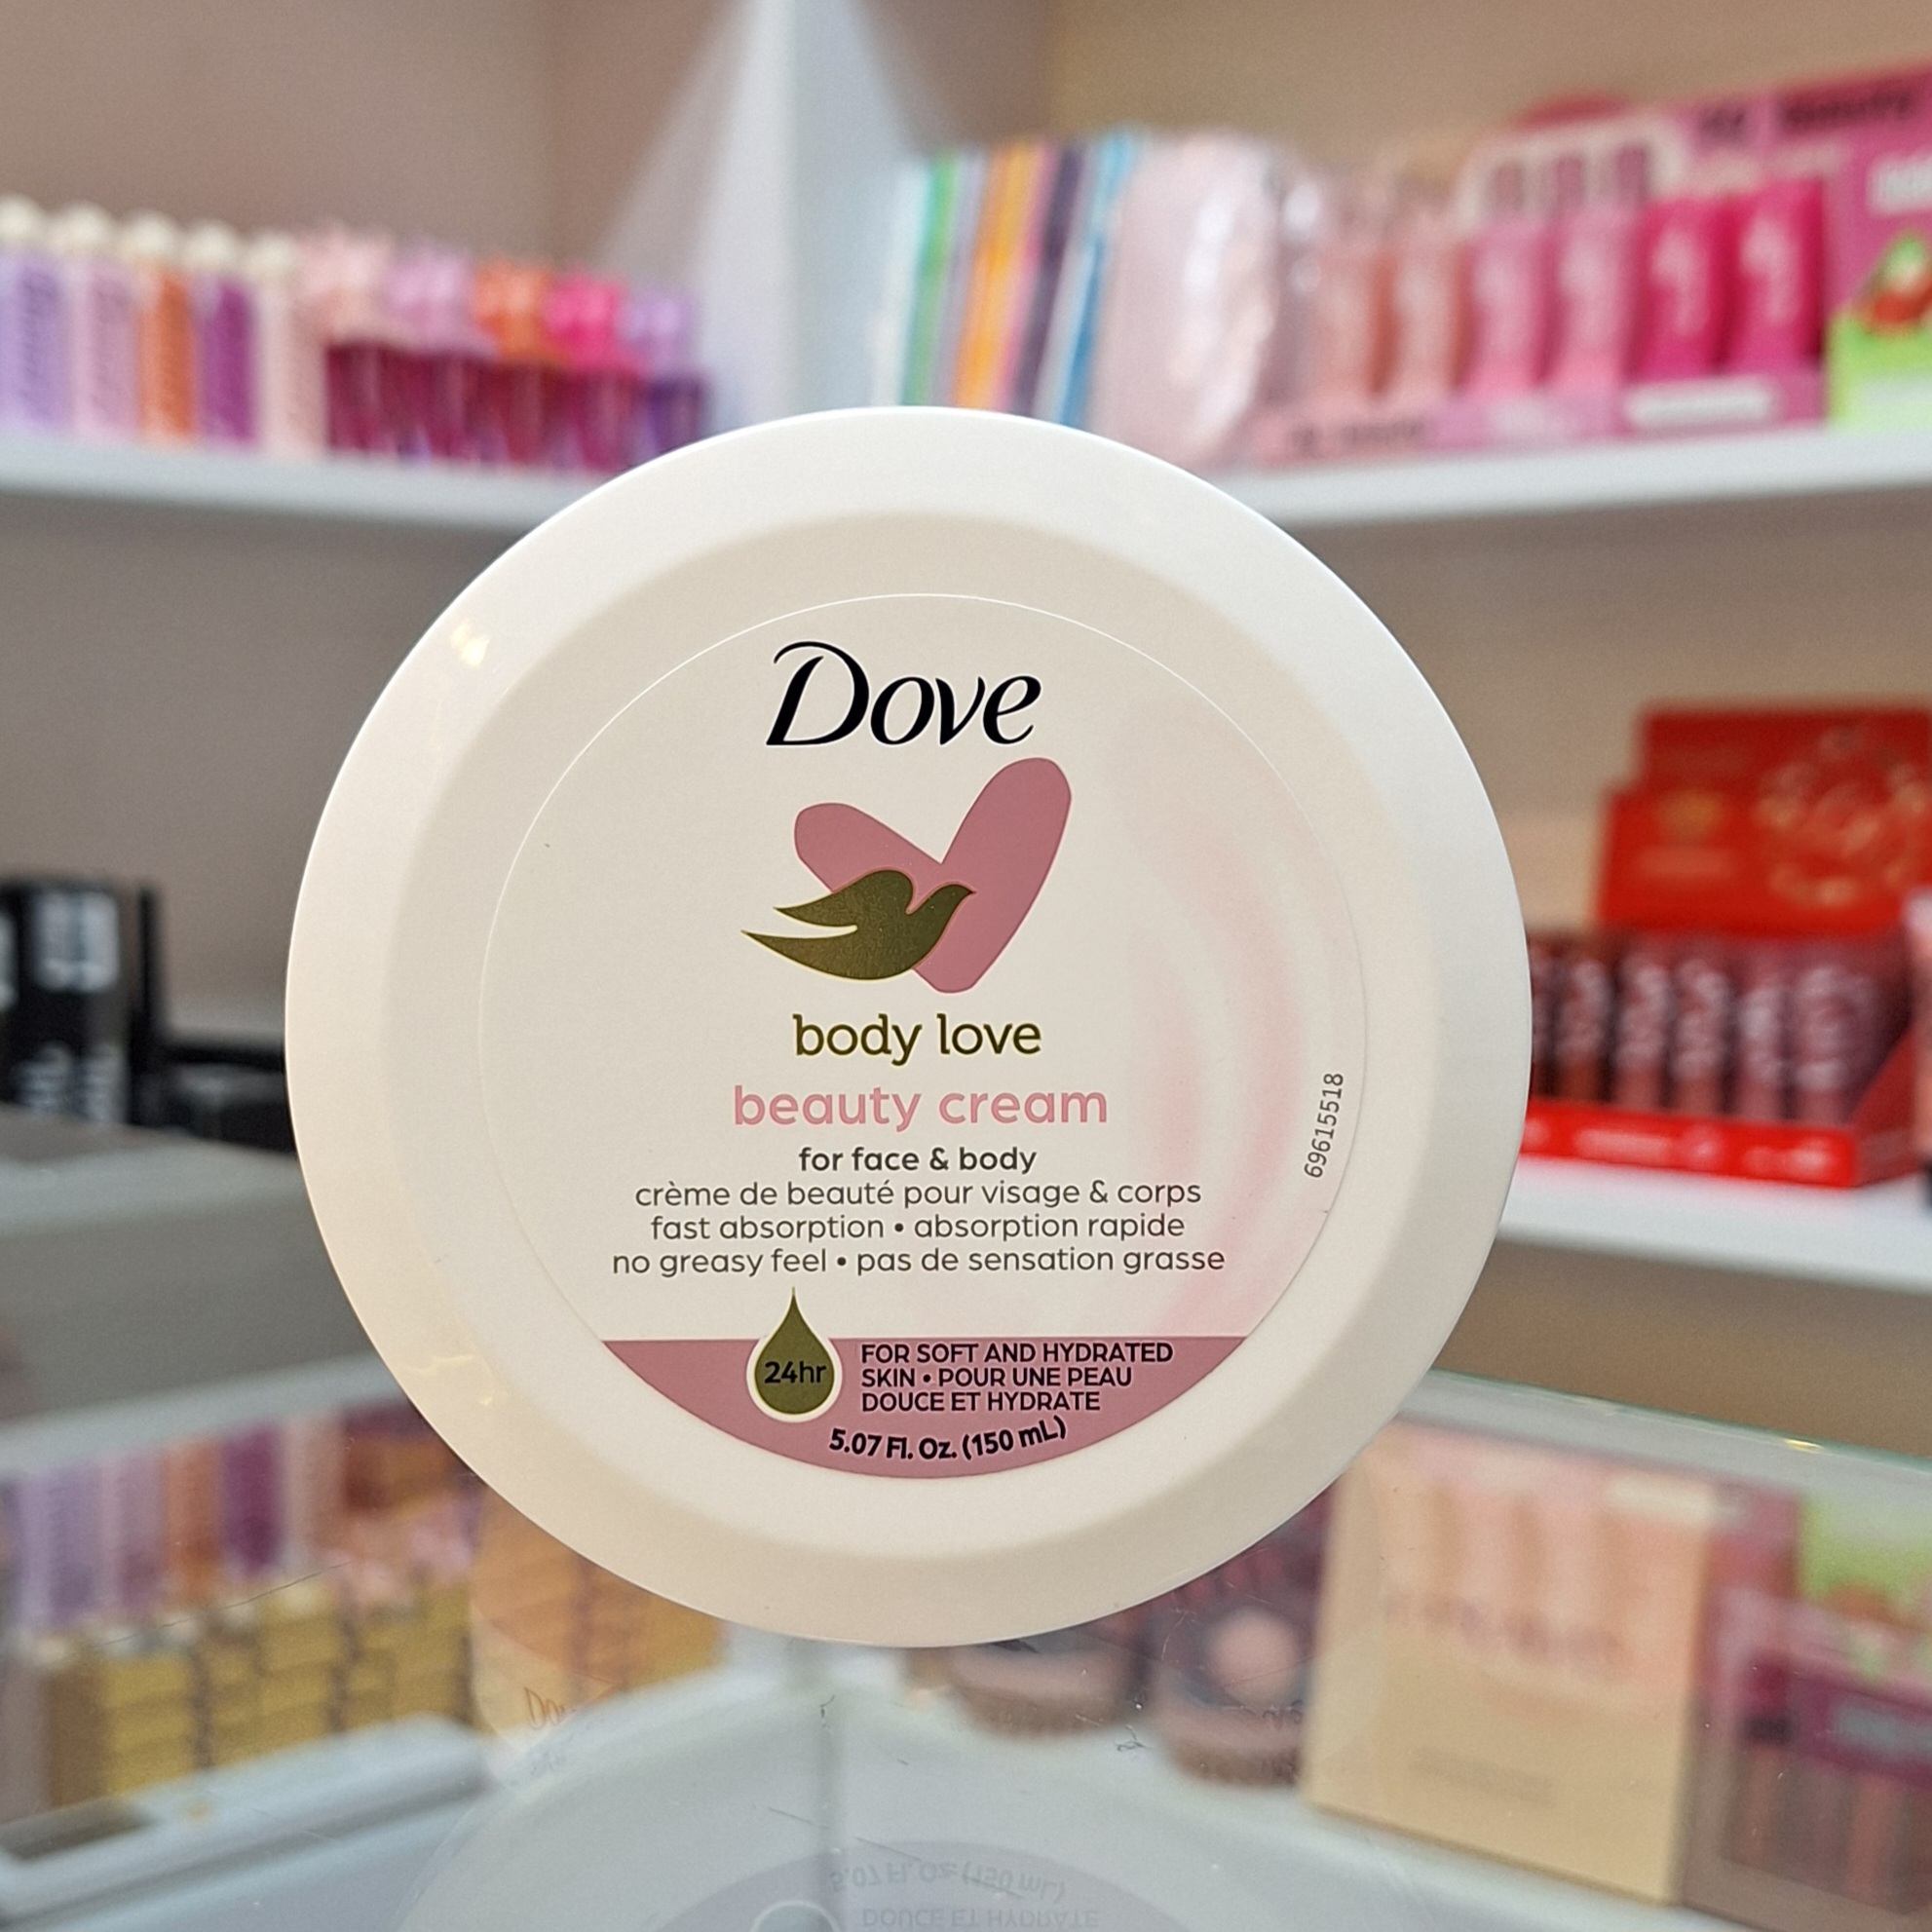 Dove
body love
beauty cream
for face & body
crème de beauté pour visage & corps
fast absorption • absorption rapide
no greasy feel • pas de sensation grasse
24hr
FOR SOFT AND HYDRATED
SKIN • POUR UNE PEAU
DOUCE ET HYDRATE
5.07 Fl. Oz. (150 mL)
69615518